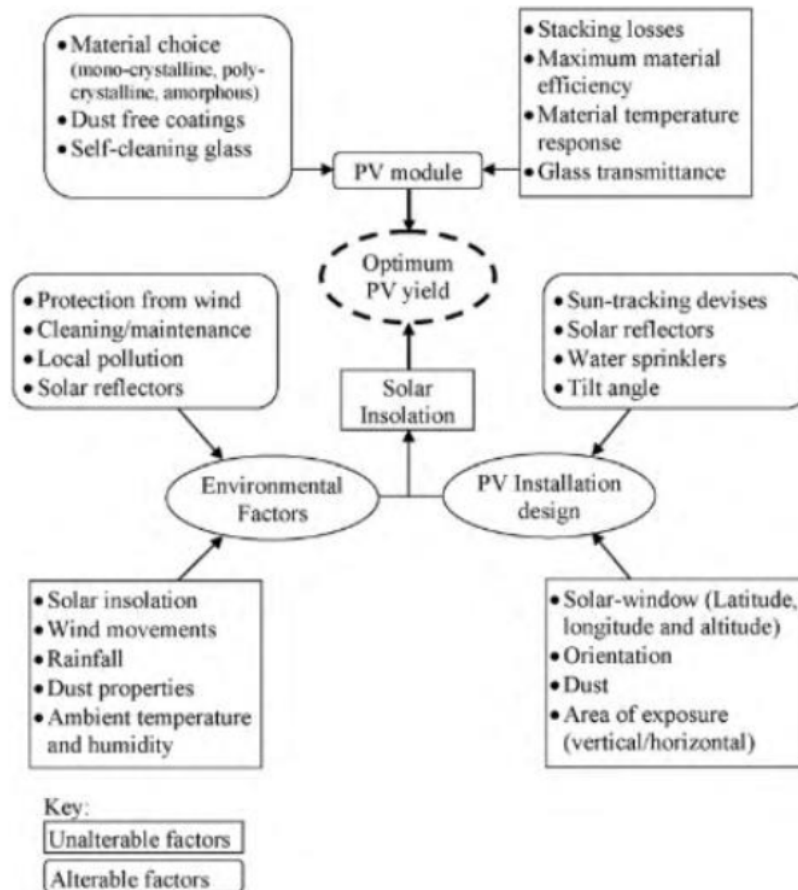 • Material choice
(mono-crystalline, poly-
crystalline, amorphous)
• Dust free coatings
• Self-cleaning glass
• Stacking losses
• Maximum material
efficiency
• Material temperature
response
• Glass transmittance
PV module
Optimum
PV yield
• Protection from wind
• Cleaning/maintenance
• Local pollution
• Solar reflectors
• Sun-tracking devises
• Solar reflectors
• Water sprinklers
• Tilt angle
Solar
Insolation
Environmental
Factors
PV Installation
design
• Solar insolation
• Wind movements
• Rainfall
• Dust properties
• Ambient temperature
and humidity
• Solar-window (Latitude,
longitude and altitude)
• Orientation
• Dust
• Area of exposure
(vertical/horizontal)
Key:
Unalterable factors
Alterable factors